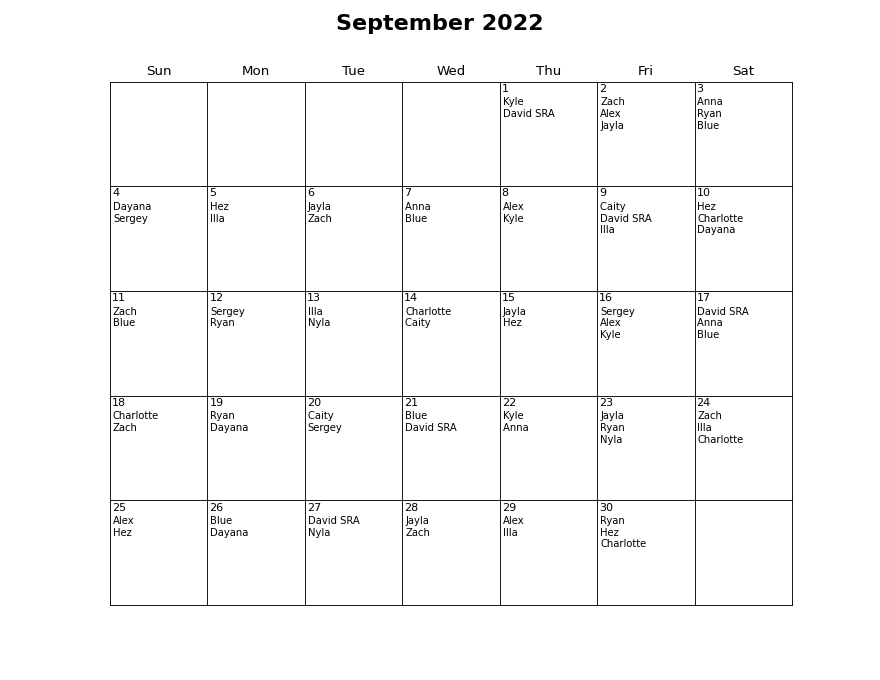 September 2022
Sun Mon Tue Wed Thu Fri Sat
1
Kyle
David SRA
2
Zach
Alex
Jayla
3
Anna
Ryan
Blue
4
Dayana
Sergey
5
Hez
Illa
6
Jayla
Zach
7
Anna
Blue
8
Alex
Kyle
9
Caity
David SRA
Illa
10
Hez
Charlotte
Dayana
11
Zach
Blue
12
Sergey
Ryan
13
Illa
Nyla
14
Charlotte
Caity
15
Jayla
Hez
16
Sergey
Alex
Kyle
17
David SRA
Anna
Blue
18
Charlotte
Zach
19
Ryan
Dayana
20
Caity
Sergey
21
Blue
David SRA
22
Kyle
Anna
23
Jayla
Ryan
Nyla
24
Zach
Illa
Charlotte
25
Alex
Hez
26
Blue
Dayana
27
David SRA
Nyla
28
Jayla
Zach
29
Alex
Illa
30
Ryan
Hez
Charlotte